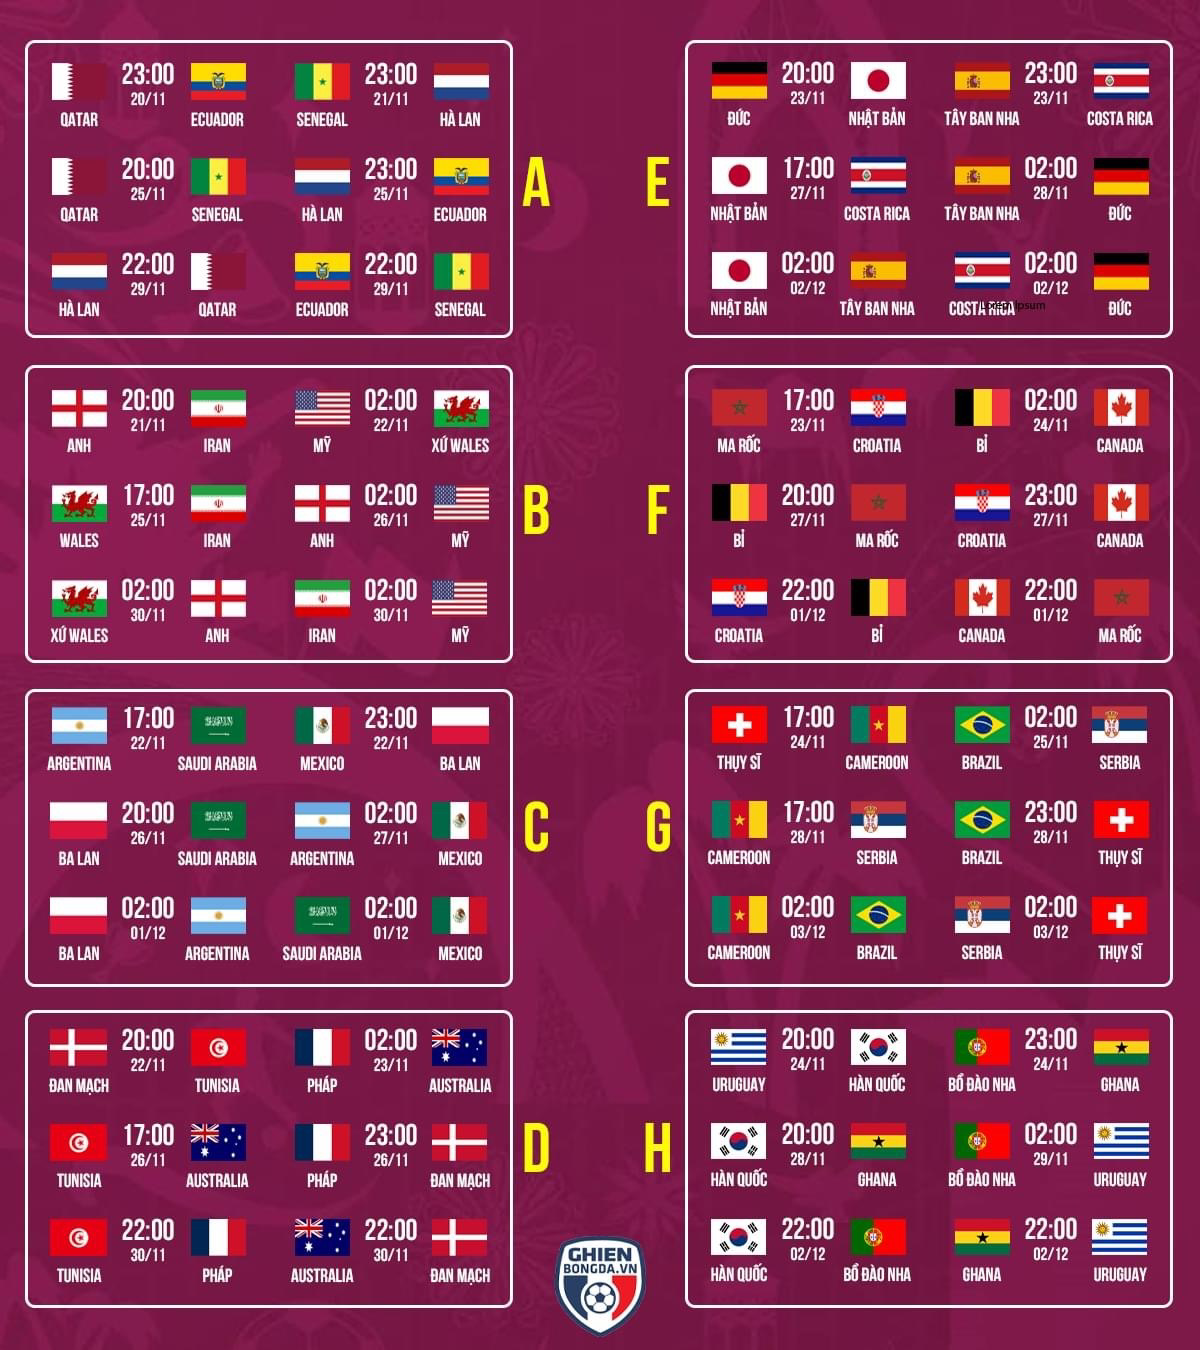 23:00 23:00
20/11 21/11
QATAR ECUADOR SENEGAL HÀ LAN
20:00 23:00
25/11 25/11
QATAR SENEGAL HÀ LAN ECUADOR
22:00 22:00
29/11 29/11
HÀ LAN QATAR ECUADOR SENEGAL
A
20:00 23:00
23/11 23/11
ĐỨC NHẬT BẢN TÂY BAN NHA COSTA RICA
17:00 02:00
27/11 28/11
NHẬT BẢN COSTA RICA TÂY BAN NHA ĐỨC
02:00 02:00
02/12 02/12
NHẬT BẢN TÂY BAN NHA COSTA RICA ĐỨC
Lorem ipsum
E
20:00 02:00
21/11 22/11
ANH IRAN MỸ XỨ WALES
17:00 02:00
25/11 26/11
WALES IRAN ANH MỸ
02:00 02:00
30/11 30/11
XỨ WALES ANH IRAN MỸ
B
17:00 02:00
23/11 24/11
MA RỐC CROATIA BỈ CANADA
20:00 23:00
27/11 27/11
BỈ MA RỐC CROATIA CANADA
22:00 22:00
01/12 01/12
CROATIA BỈ CANADA MA RỐC
F
17:00 23:00
22/11 22/11
ARGENTINA SAUDI ARABIA MEXICO BA LAN
20:00 02:00
26/11 27/11
BA LAN SAUDI ARABIA ARGENTINA MEXICO
02:00 02:00
01/12 01/12
BA LAN ARGENTINA SAUDI ARABIA MEXICO
C
17:00 02:00
24/11 25/11
THỤY SĨ CAMEROON BRAZIL SERBIA
17:00 23:00
28/11 28/11
CAMEROON SERBIA BRAZIL THỤY SĨ
02:00 02:00
03/12 03/12
CAMEROON BRAZIL SERBIA THỤY SĨ
G
20:00 02:00
22/11 23/11
ĐAN MẠCH TUNISIA PHÁP AUSTRALIA
17:00 23:00
26/11 26/11
TUNISIA AUSTRALIA PHÁP ĐAN MẠCH
22:00 22:00
30/11 30/11
TUNISIA PHÁP AUSTRALIA ĐAN MẠCH
D
20:00 23:00
24/11 24/11
URUGUAY HÀN QUỐC BỒ ĐÀO NHA GHANA
20:00 02:00
28/11 29/11
HÀN QUỐC GHANA BỒ ĐÀO NHA URUGUAY
22:00 22:00
02/12 02/12
HÀN QUỐC BỒ ĐÀO NHA GHANA URUGUAY
H
GHIEN
BONGDA.VN